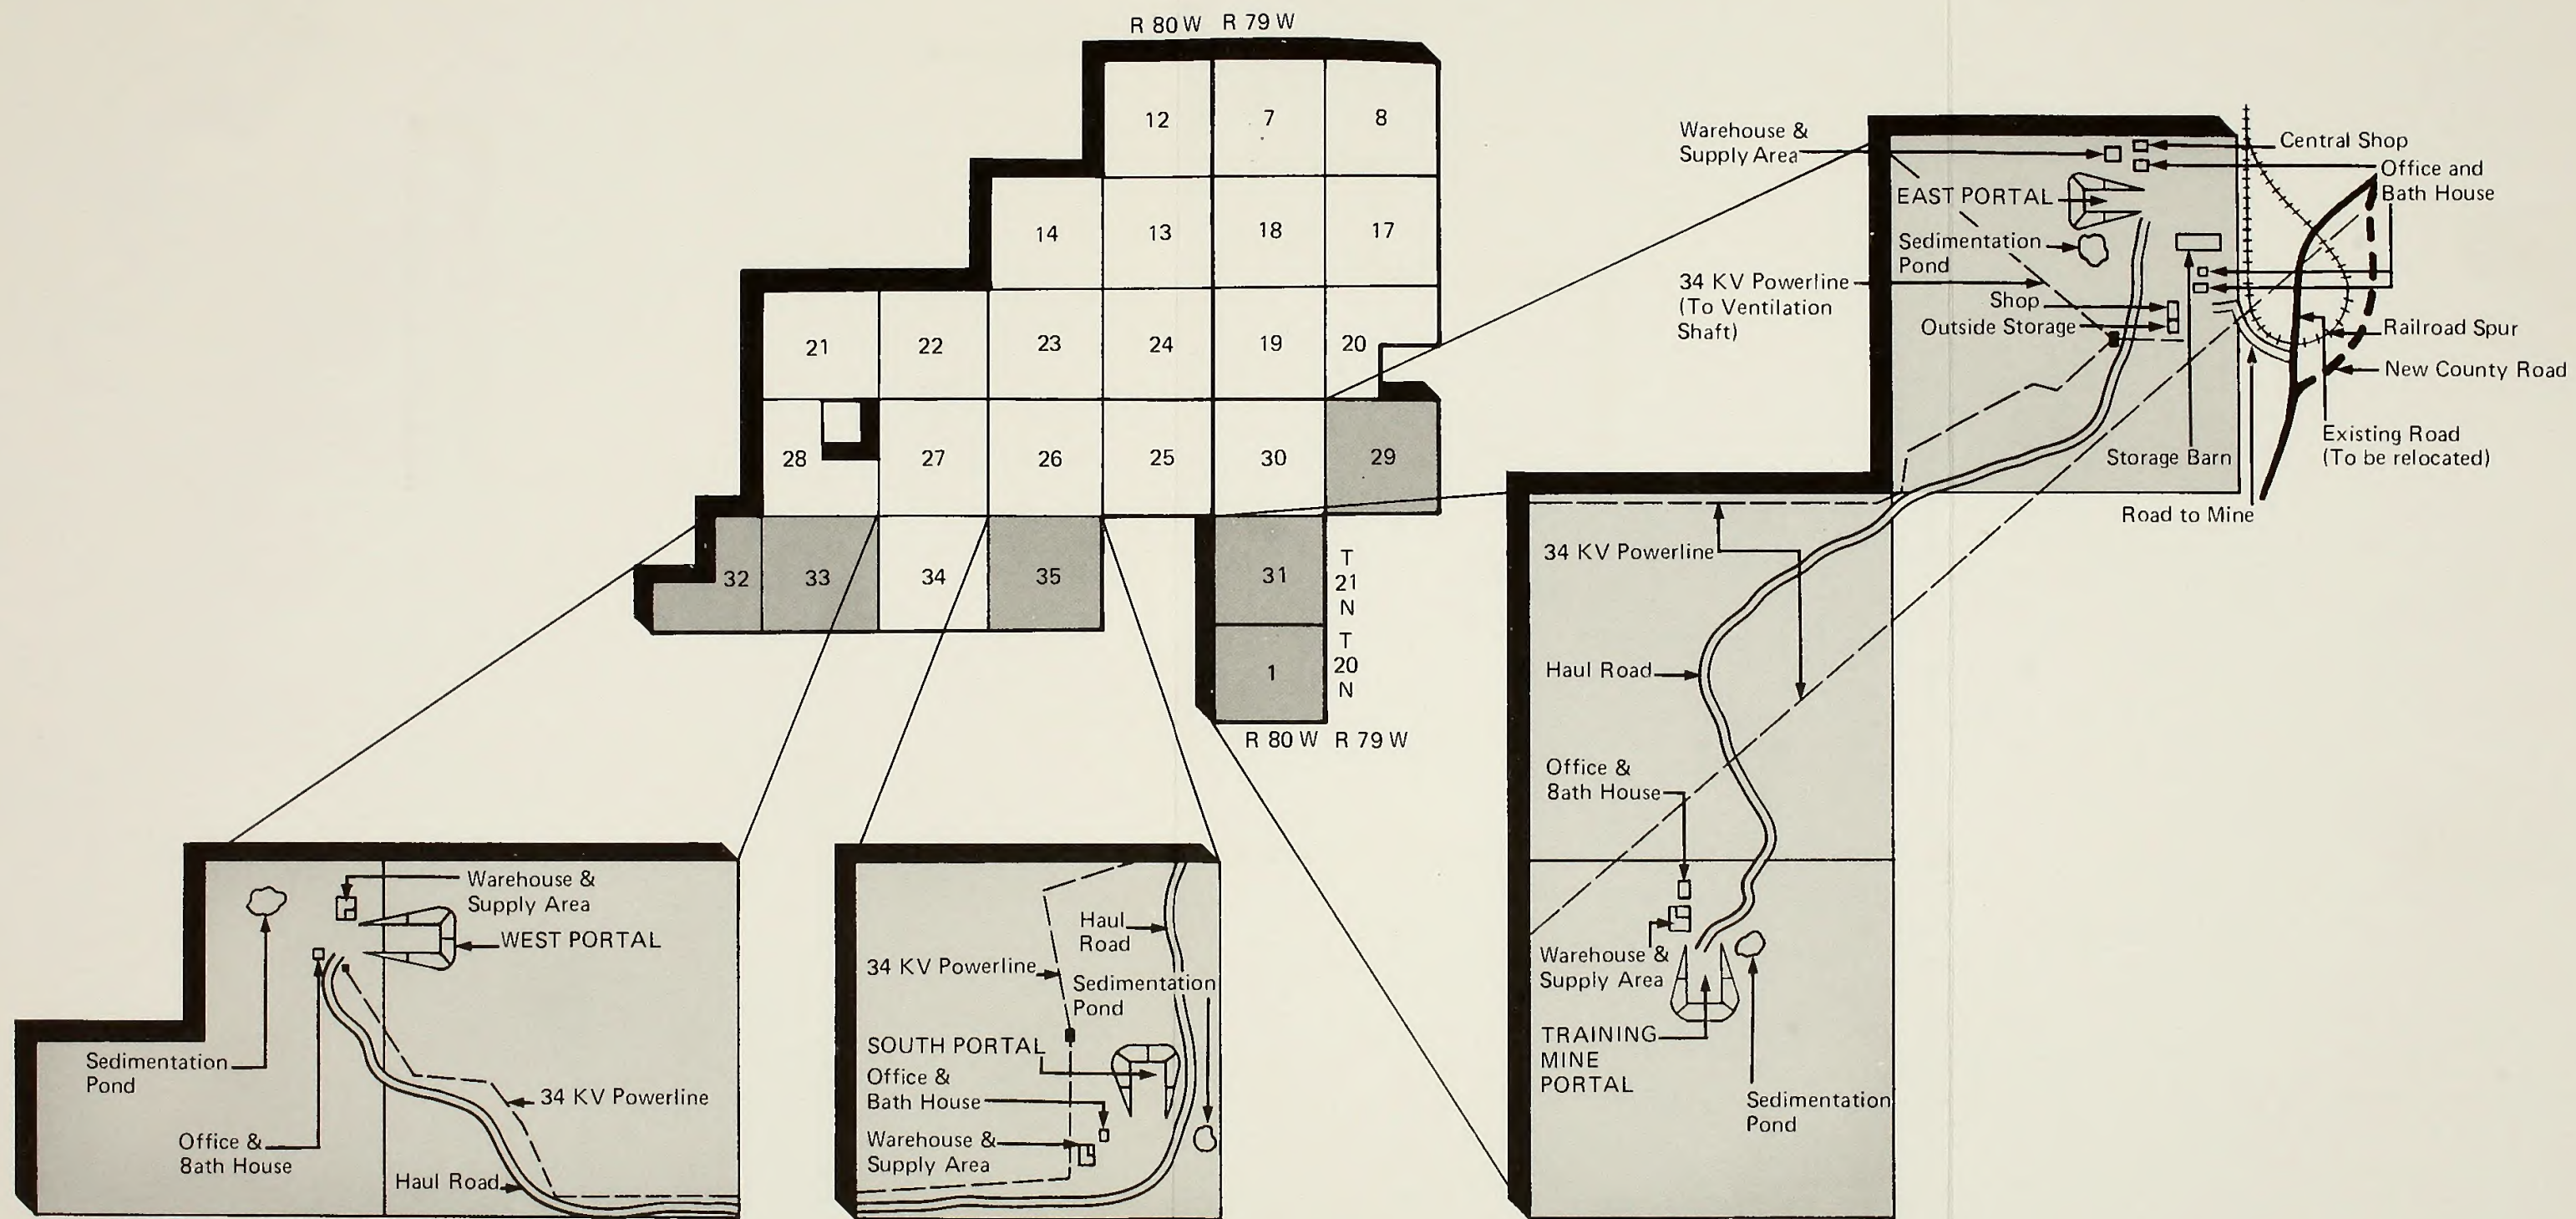 R 80 W R 79 W
12 7 8
14 13 18 17
21 22 23 24 19 20
28 27 26 25 30 29
32 33 34 35 31
T
21
N
T
20
N
1
R 80 W R 79 W
Warehouse &
Supply Area
Central Shop
Office and
Bath House
EAST PORTAL
Sedimentation
Pond
34 KV Powerline
(To Ventilation
Shaft)
Shop
Outside Storage
Railroad Spur
New County Road
Existing Road
(To be relocated)
Storage Barn
Road to Mine
34 KV Powerline
Haul Road
Office &
8ath House
Warehouse &
Supply Area
TRAINING
MINE
PORTAL
Sedimentation
Pond
Warehouse &
Supply Area
WEST PORTAL
Sedimentation
Pond
34 KV Powerline
Office &
8ath House
Haul Road
Haul
Road
34 KV Powerline
Sedimentation
Pond
SOUTH PORTAL
Office &
Bath House
Warehouse &
Supply Area